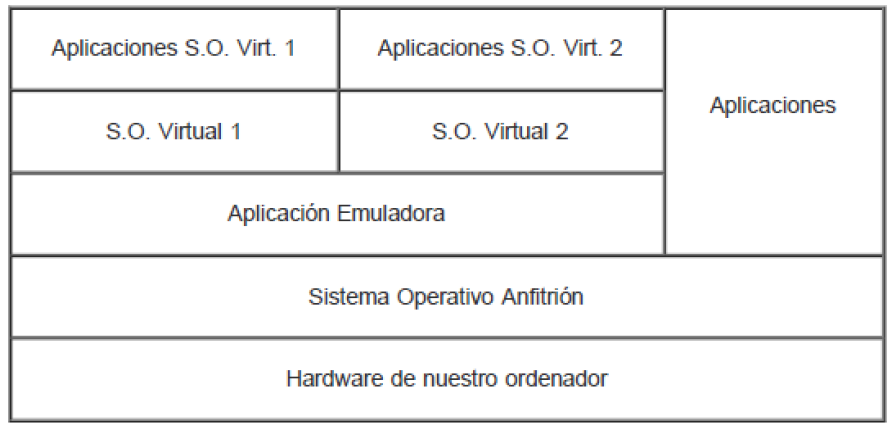 Aplicaciones S.O. Virt. 1
Aplicaciones S.O. Virt. 2
Aplicaciones
S.O. Virtual 1
S.O. Virtual 2
Aplicación Emuladora
Sistema Operativo Anfitrión
Hardware de nuestro ordenador